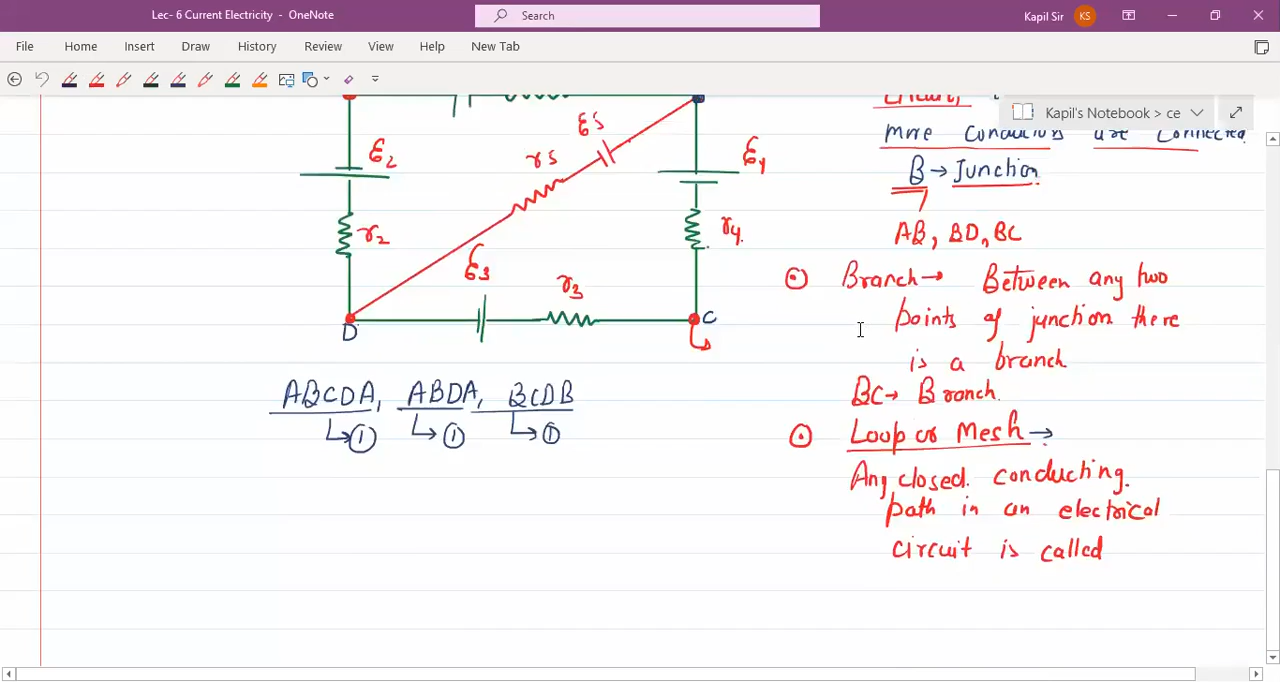 Lec- 6 Current Electricity - OneNote
Search
Kapil Sir
KS
File Home Insert Draw History Review View Help New Tab
Kapil's Notebook > ce
circuit,
more conductors are connected
B → Junction
AB, BD, BC
Branch → Between any two
points of junction there
is a branch
BC → Branch.
Loop or Mesh →
Any closed. conducting.
path in an electrical
circuit is called
ε2
r2
r5
ε5
ε4
r4.
ε3
r3
D
C
ABCDA, ABDA, BCDB
↳① ↳① ↳①